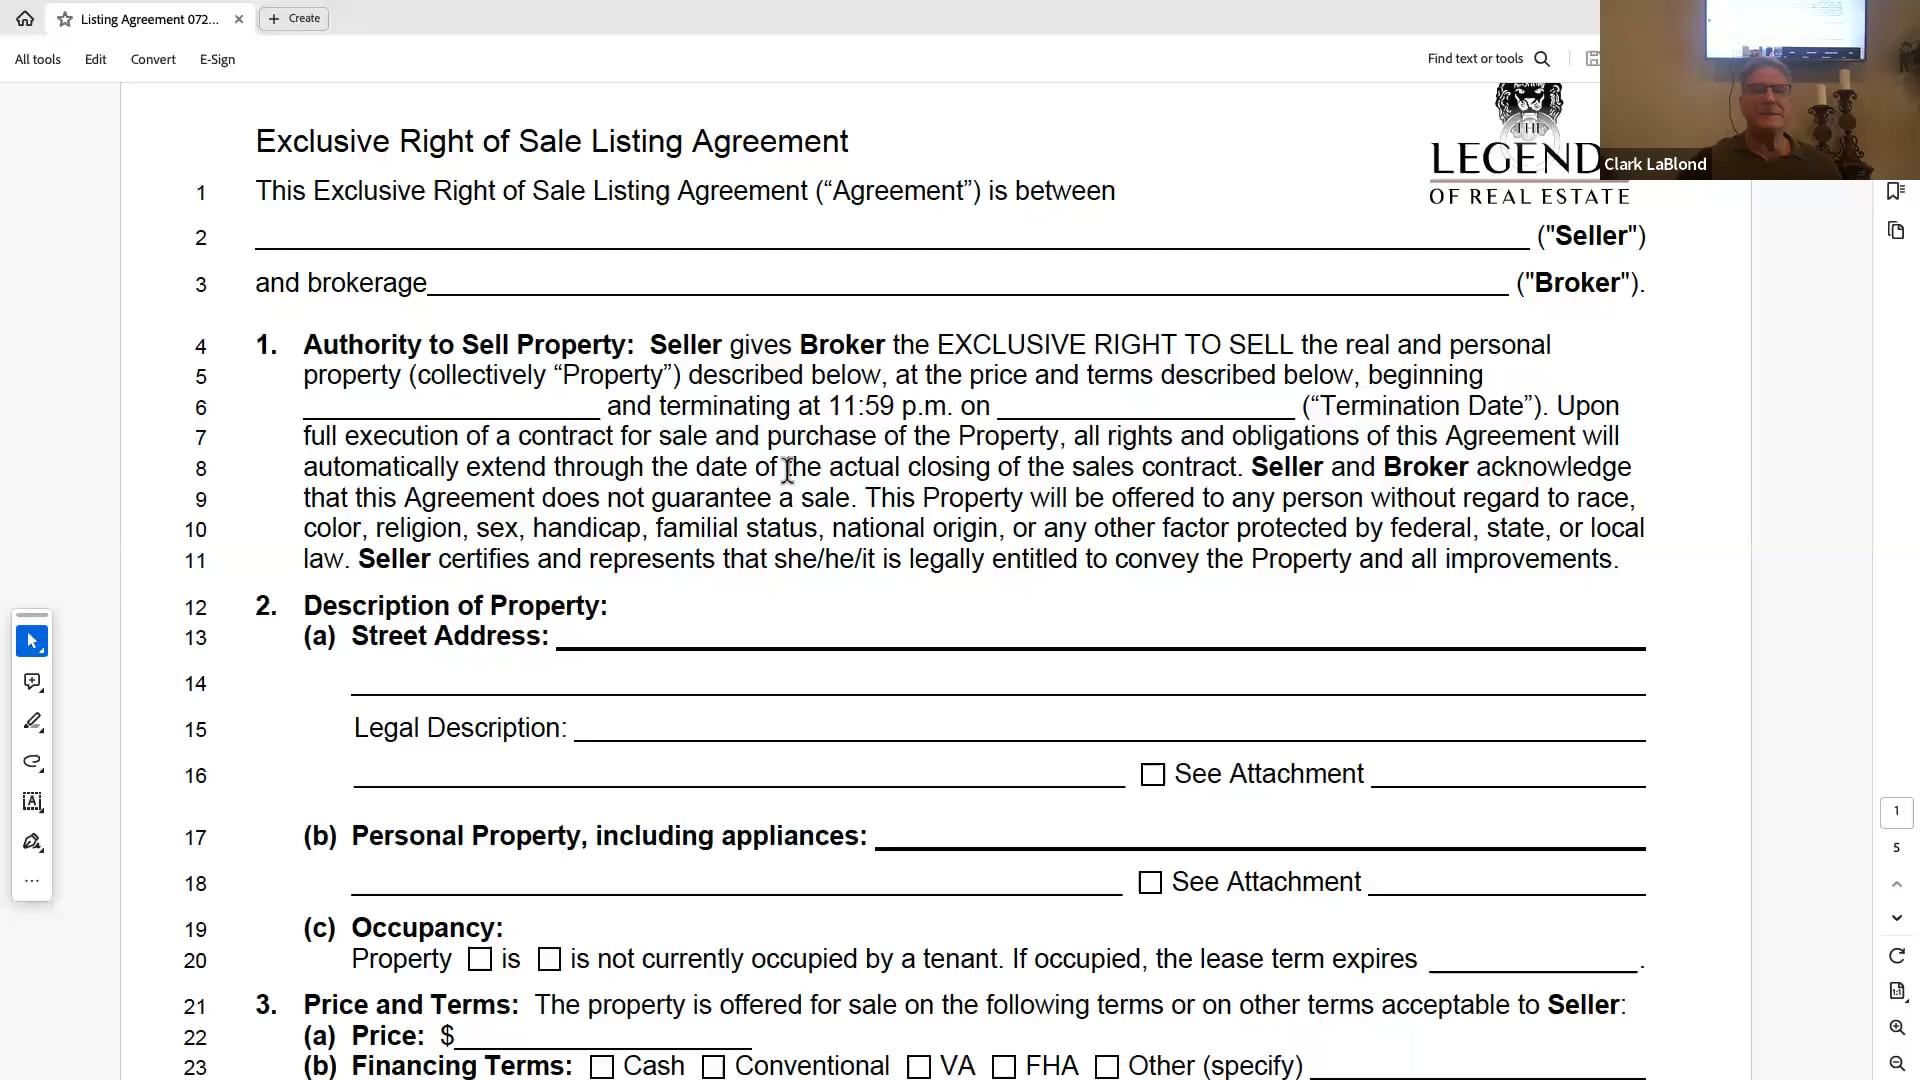 Listing Agreement 072...
Create
All tools
Edit
Convert
E-Sign
Find text or tools
Clark LaBlond
THE
LEGEND
OF REAL ESTATE
Exclusive Right of Sale Listing Agreement
1 This Exclusive Right of Sale Listing Agreement (“Agreement”) is between
2 ("Seller")
3 and brokerage ("Broker").
4 1. Authority to Sell Property: Seller gives Broker the EXCLUSIVE RIGHT TO SELL the real and personal
5 property (collectively “Property”) described below, at the price and terms described below, beginning
6 and terminating at 11:59 p.m. on (“Termination Date”). Upon
7 full execution of a contract for sale and purchase of the Property, all rights and obligations of this Agreement will
8 automatically extend through the date of the actual closing of the sales contract. Seller and Broker acknowledge
9 that this Agreement does not guarantee a sale. This Property will be offered to any person without regard to race,
10 color, religion, sex, handicap, familial status, national origin, or any other factor protected by federal, state, or local
11 law. Seller certifies and represents that she/he/it is legally entitled to convey the Property and all improvements.
12 2. Description of Property:
13 (a) Street Address:
14
15 Legal Description:
16 See Attachment
17 (b) Personal Property, including appliances:
18 See Attachment
19 (c) Occupancy:
20 Property is is not currently occupied by a tenant. If occupied, the lease term expires .
21 3. Price and Terms: The property is offered for sale on the following terms or on other terms acceptable to Seller:
22 (a) Price: $
23 (b) Financing Terms: Cash Conventional VA FHA Other (specify)
1
5